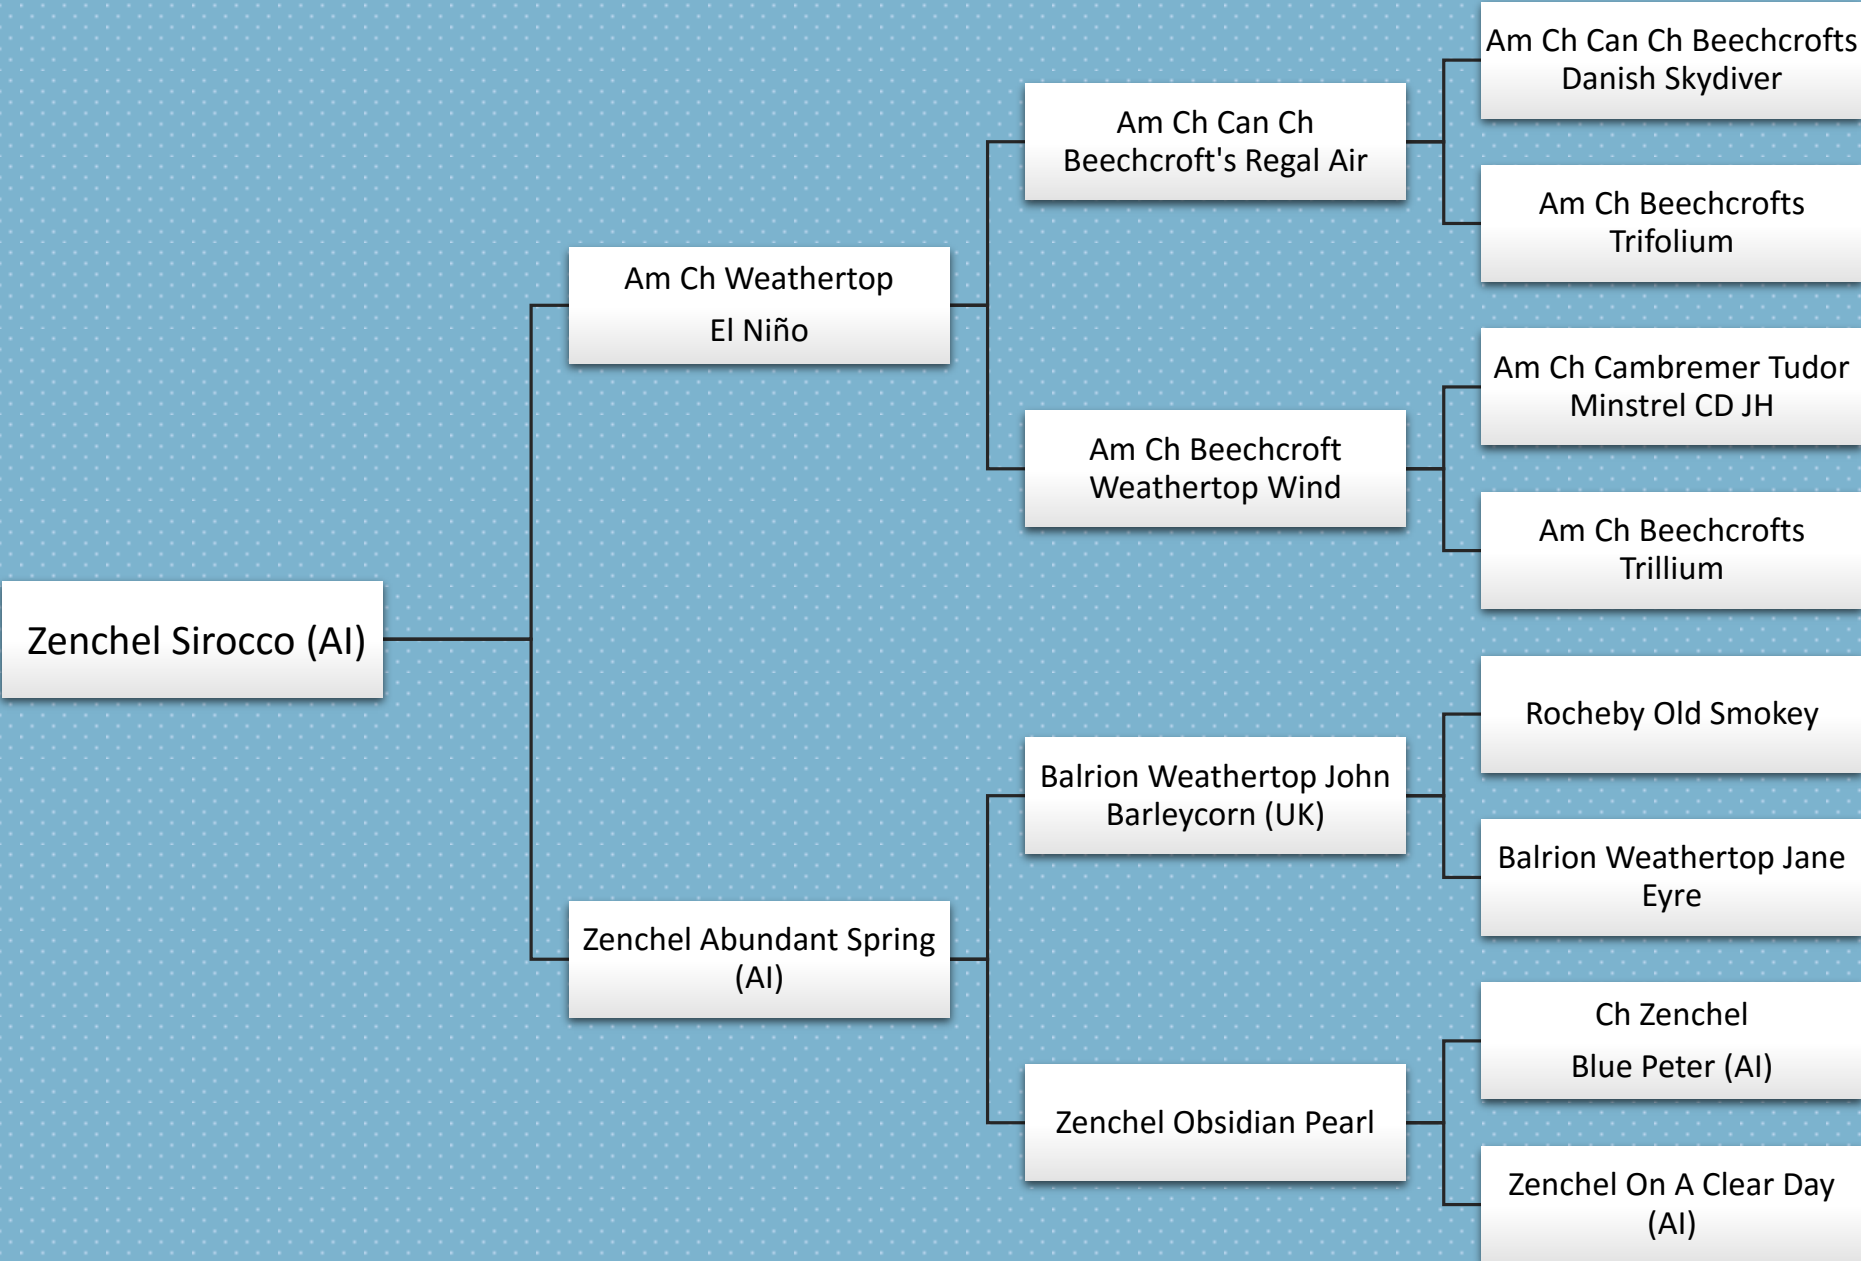 Zenchel Sirocco (AI)
Am Ch Weathertop
El Niño
Zenchel Abundant Spring
(AI)
Am Ch Can Ch
Beechcroft's Regal Air
Am Ch Beechcroft
Weathertop Wind
Balrion Weathertop John
Barleycorn (UK)
Zenchel Obsidian Pearl
Am Ch Can Ch Beechcrofts
Danish Skydiver
Am Ch Beechcrofts
Trifolium
Am Ch Cambremer Tudor
Minstrel CD JH
Am Ch Beechcrofts
Trillium
Rocheby Old Smokey
Balrion Weathertop Jane
Eyre
Ch Zenchel
Blue Peter (AI)
Zenchel On A Clear Day
(AI)